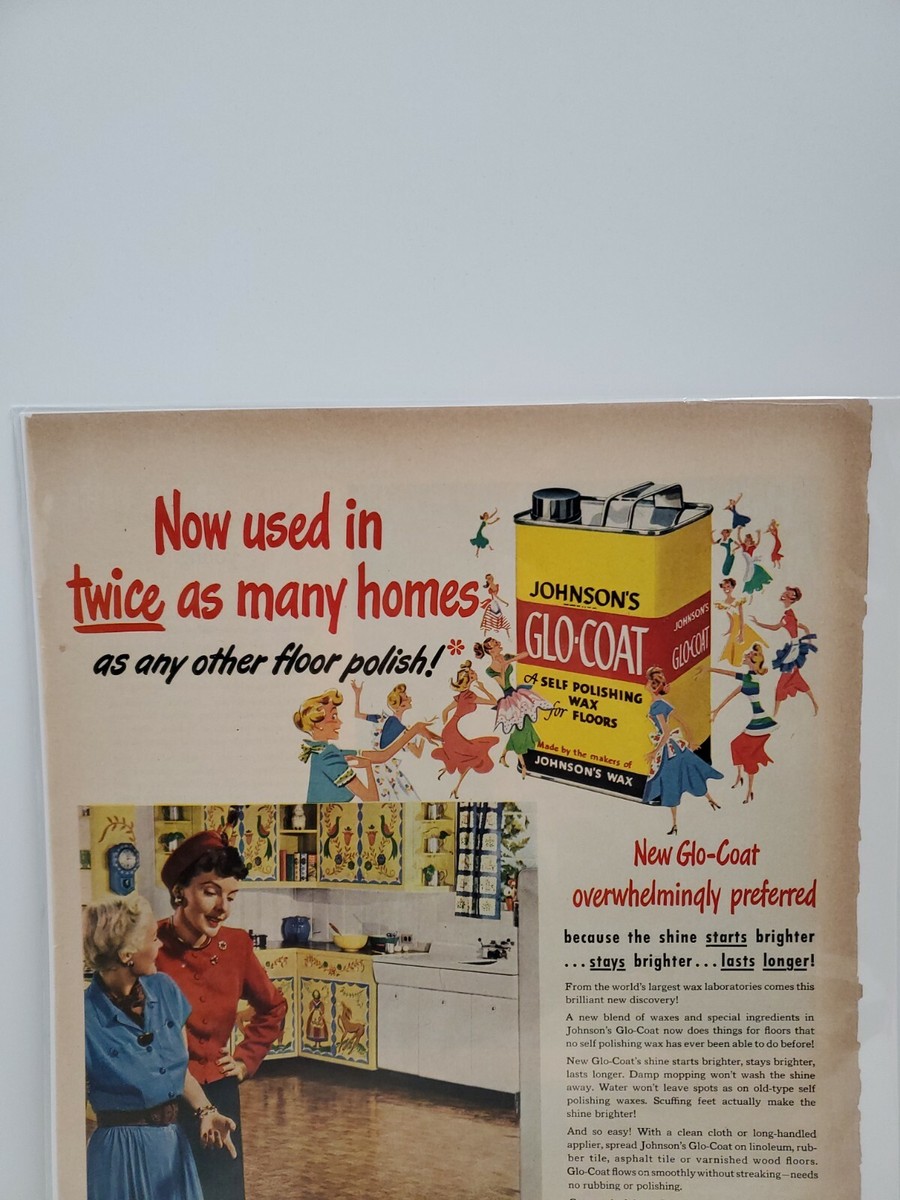 Now used in
twice as many homes
as any other floor polish!*
JOHNSON'S
GLO-COAT
A SELF POLISHING
WAX
for FLOORS
Made by the makers of
JOHNSON'S WAX
JOHNSON'S
GLO-COAT
New Glo-Coat
overwhelmingly preferred
because the shine starts brighter
...stays brighter...lasts longer!
From the world's largest wax laboratories comes this
brilliant new discovery!
A new blend of waxes and special ingredients in
Johnson's Glo-Coat now does things for floors that
no self polishing wax has ever been able to do before!
New Glo-Coat's shine starts brighter, stays brighter,
lasts longer. Damp mopping won't wash the shine
away. Water won't leave spots as on old-type self
polishing waxes. Scuffing feet actually make the
shine brighter!
And so easy! With a clean cloth or long-handled
applier, spread Johnson's Glo-Coat on linoleum, rub-
ber tile, asphalt tile or varnished wood floors.
Glo-Coat flows on smoothly without streaking—needs
no rubbing or polishing.